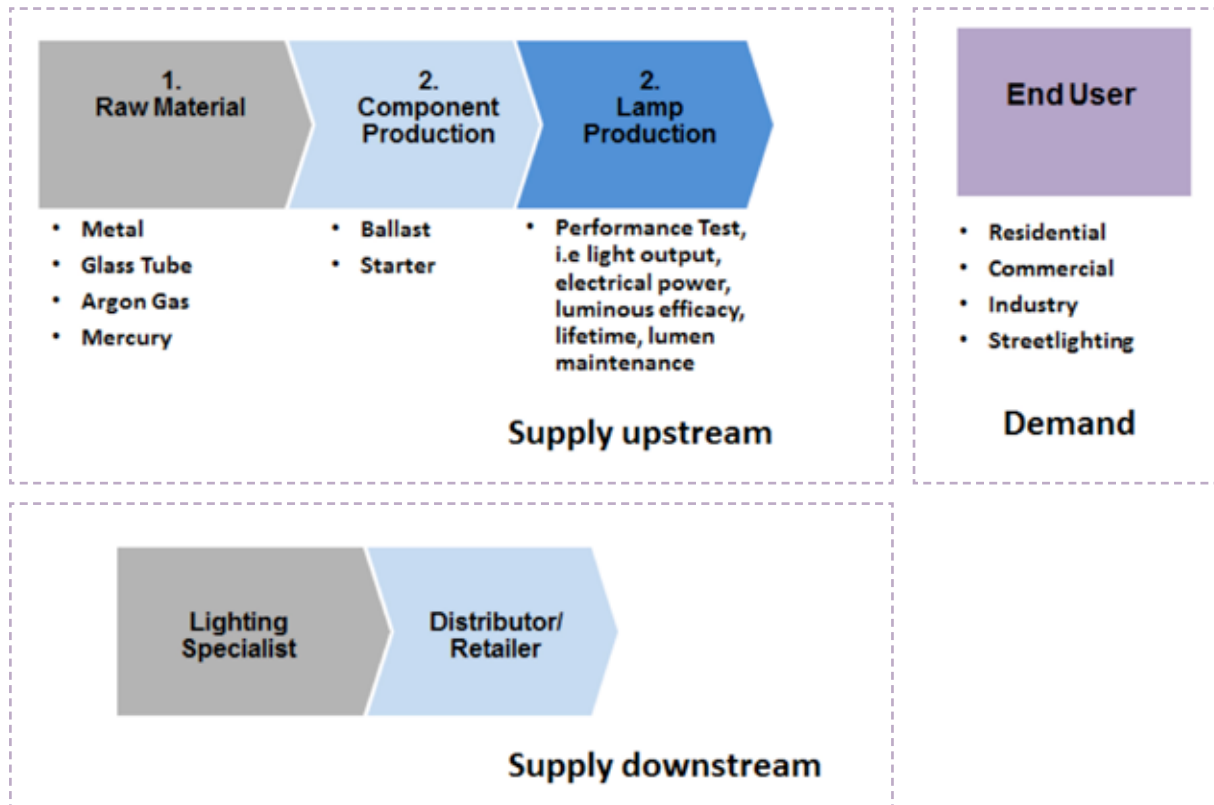 1.
Raw Material
2.
Component
Production
2.
Lamp
Production
• Metal
• Glass Tube
• Argon Gas
• Mercury
• Ballast
• Starter
• Performance Test,
i.e light output,
electrical power,
luminous efficacy,
lifetime, lumen
maintenance
Supply upstream
End User
• Residential
• Commercial
• Industry
• Streetlighting
Demand
Lighting
Specialist
Distributor/
Retailer
Supply downstream